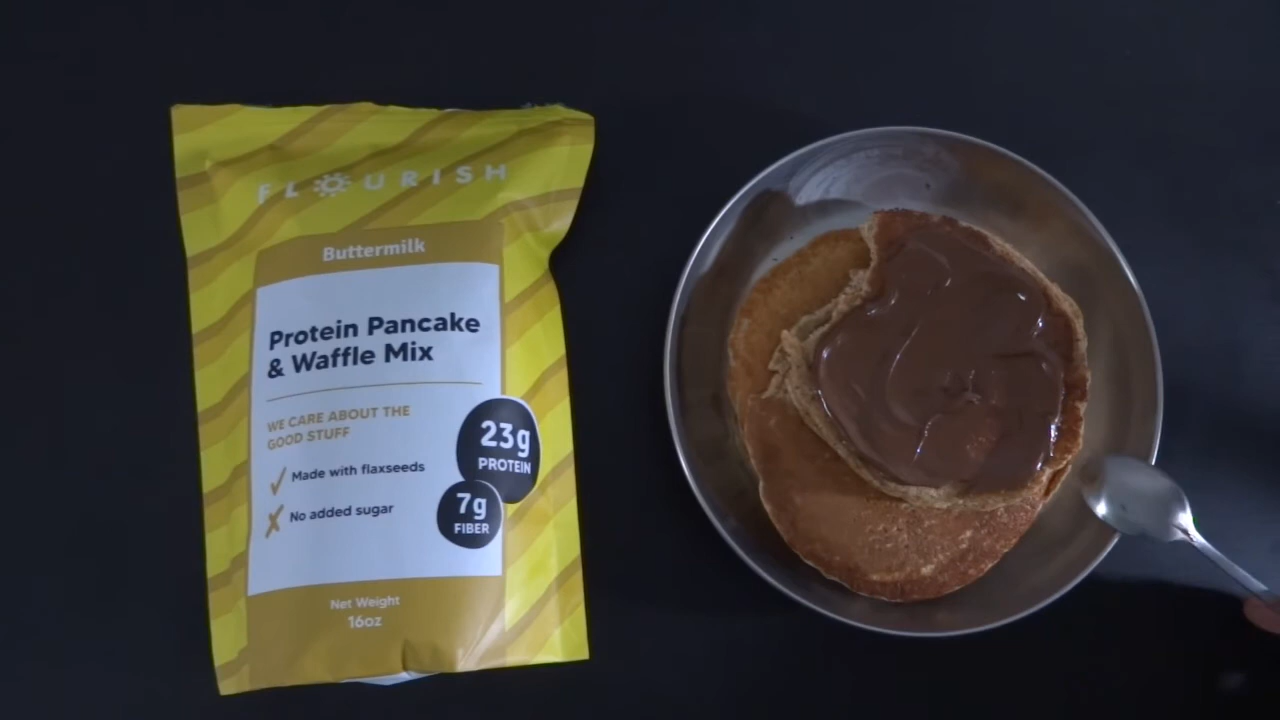 FLOURISH
Buttermilk
Protein Pancake
& Waffle Mix
WE CARE ABOUT THE
GOOD STUFF
Made with flaxseeds
No added sugar
23g
PROTEIN
7g
FIBER
Net Weight
16oz